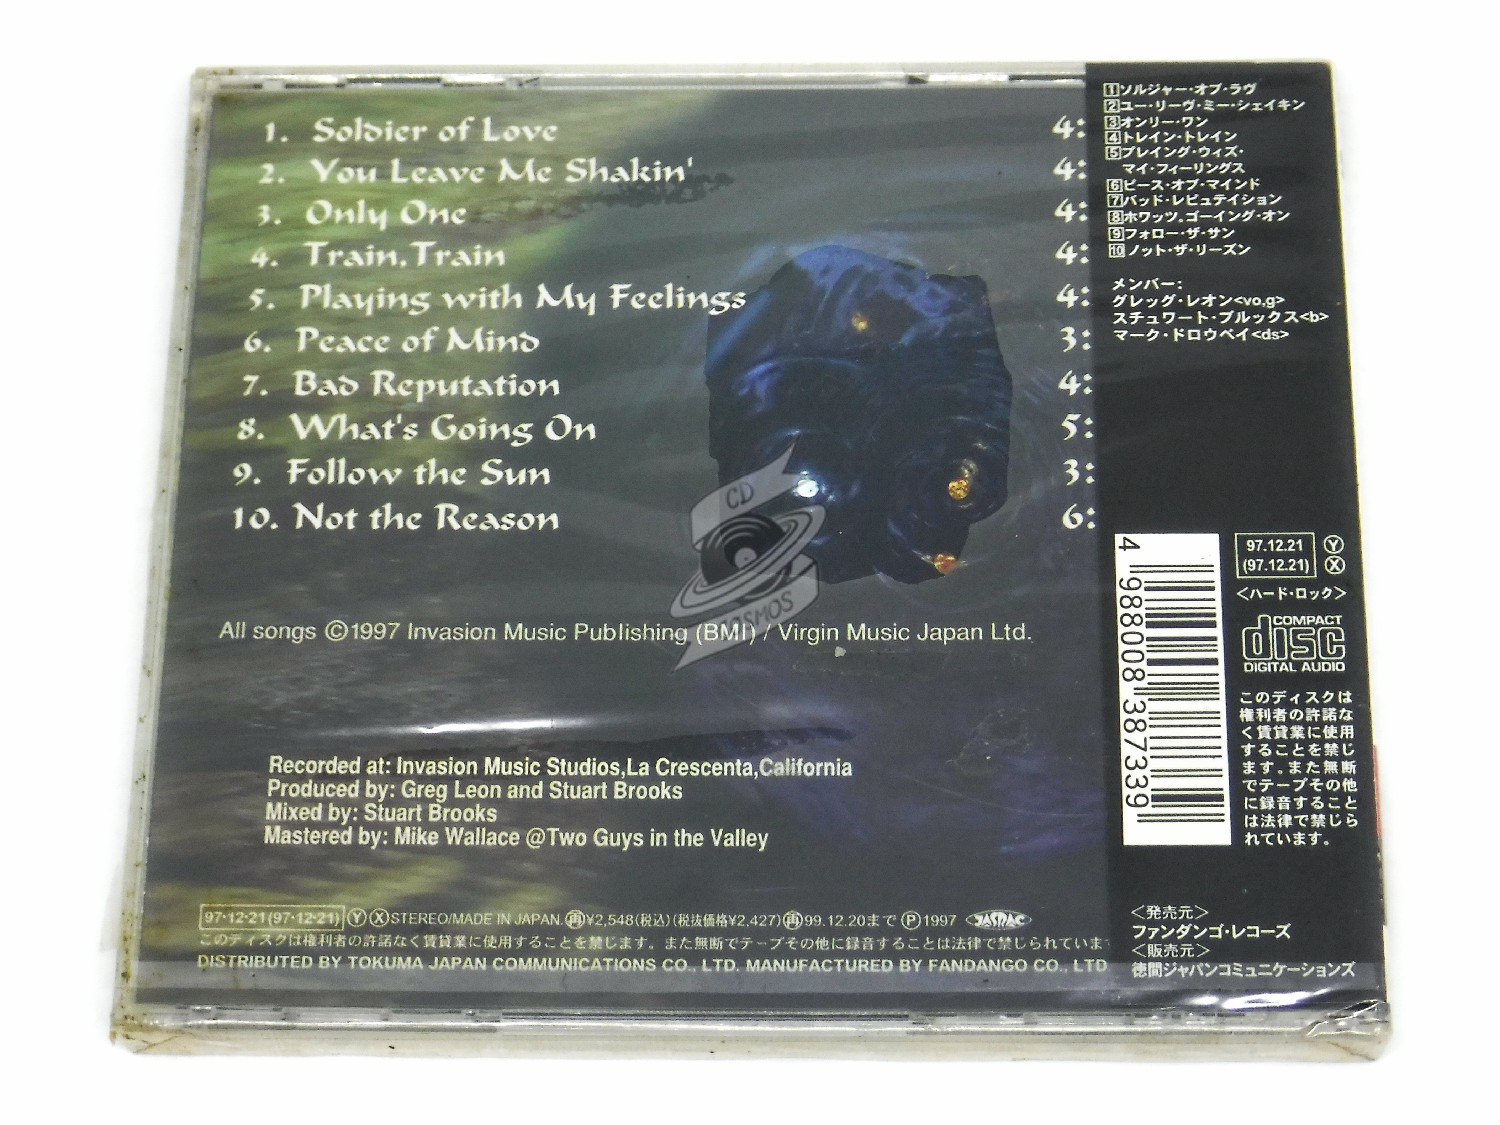 1. Soldier of Love 4:
2. You Leave Me Shakin' 4:
3. Only One 4:
4. Train,Train 4:
5. Playing with My Feelings 4:
6. Peace of Mind 3:
7. Bad Reputation 4:
8. What's Going On 5:
9. Follow the Sun 3:
10. Not the Reason 6:
CD
COSMOS
All songs ©1997 Invasion Music Publishing (BMI) / Virgin Music Japan Ltd.
Recorded at: Invasion Music Studios,La Crescenta,California
Produced by: Greg Leon and Stuart Brooks
Mixed by: Stuart Brooks
Mastered by: Mike Wallace @Two Guys in the Valley
97·12·21(97·12·21) Ⓨ Ⓧ STEREO/MADE IN JAPAN. ㊢¥2,548(税込)(税抜価格¥2,427)㊢99.12.20まで Ⓟ 1997 JASRAC
このディスクは権利者の許諾なく賃貸業に使用することを禁じます。また無断でテープその他に録音することは法律で禁じられていま
DISTRIBUTED BY TOKUMA JAPAN COMMUNICATIONS CO., LTD. MANUFACTURED BY FANDANGO CO., LTD
1 ソルジャー・オブ・ラヴ
2 ユー・リーヴ・ミー・シェイキン
3 オンリー・ワン
4 トレイン・トレイン
5 プレイング・ウィズ・
マイ・フィーリングス
6 ピース・オブ・マインド
7 バッド・レピュテイション
8 ホワッツ。ゴーイング・オン
9 フォロー・ザ・サン
10 ノット・ザ・リーズン
メンバー:
グレッグ・レオン<vo,g>
スチュワート・ブルックス<b>
マーク・ドロウベイ<ds>
4 988008 387339
97.12.21 Ⓨ
(97.12.21) Ⓧ
<ハード・ロック>
COMPACT
disc
DIGITAL AUDIO
このディスクは
権利者の許諾な
く賃貸業に使用
することを禁じ
ます。また無断
でテープその他
に録音すること
は法律で禁じら
れています。
<発売元>
ファンダンゴ・レコーズ
<販売元>
徳間ジャパンコミュニケーションズ